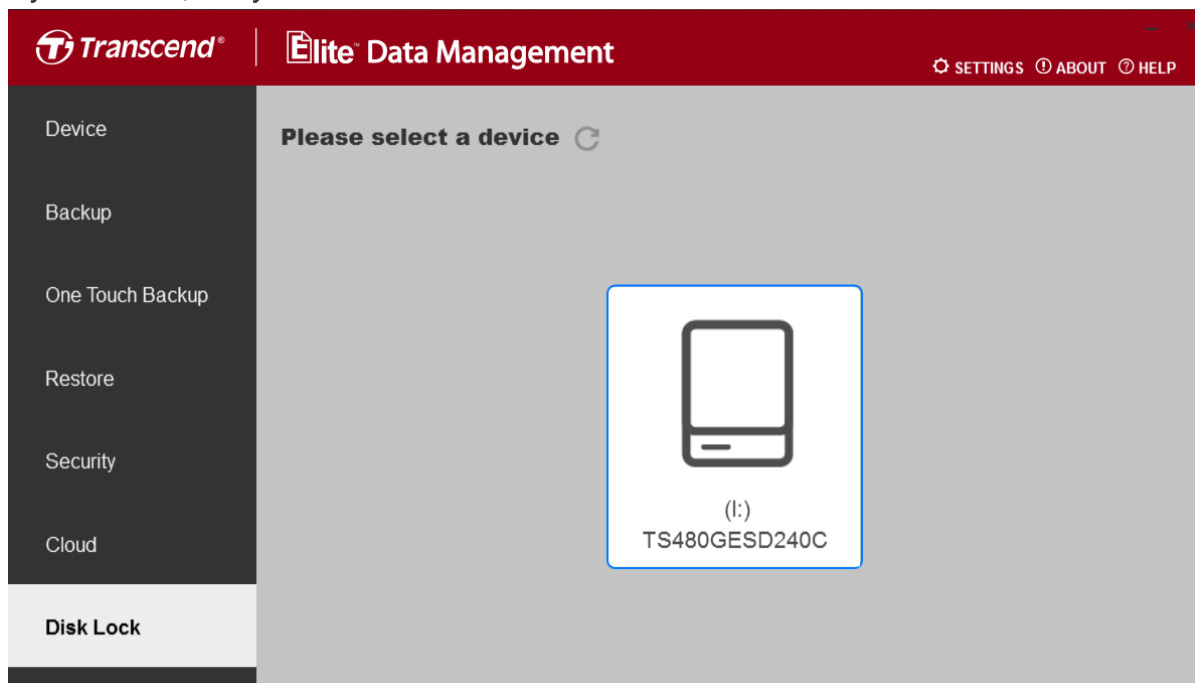 Transcend®
Elite™ Data Management
SETTINGS ABOUT HELP
Device
Please select a device
Backup
One Touch Backup
Restore
Security
(I:)
TS480GESD240C
Cloud
Disk Lock